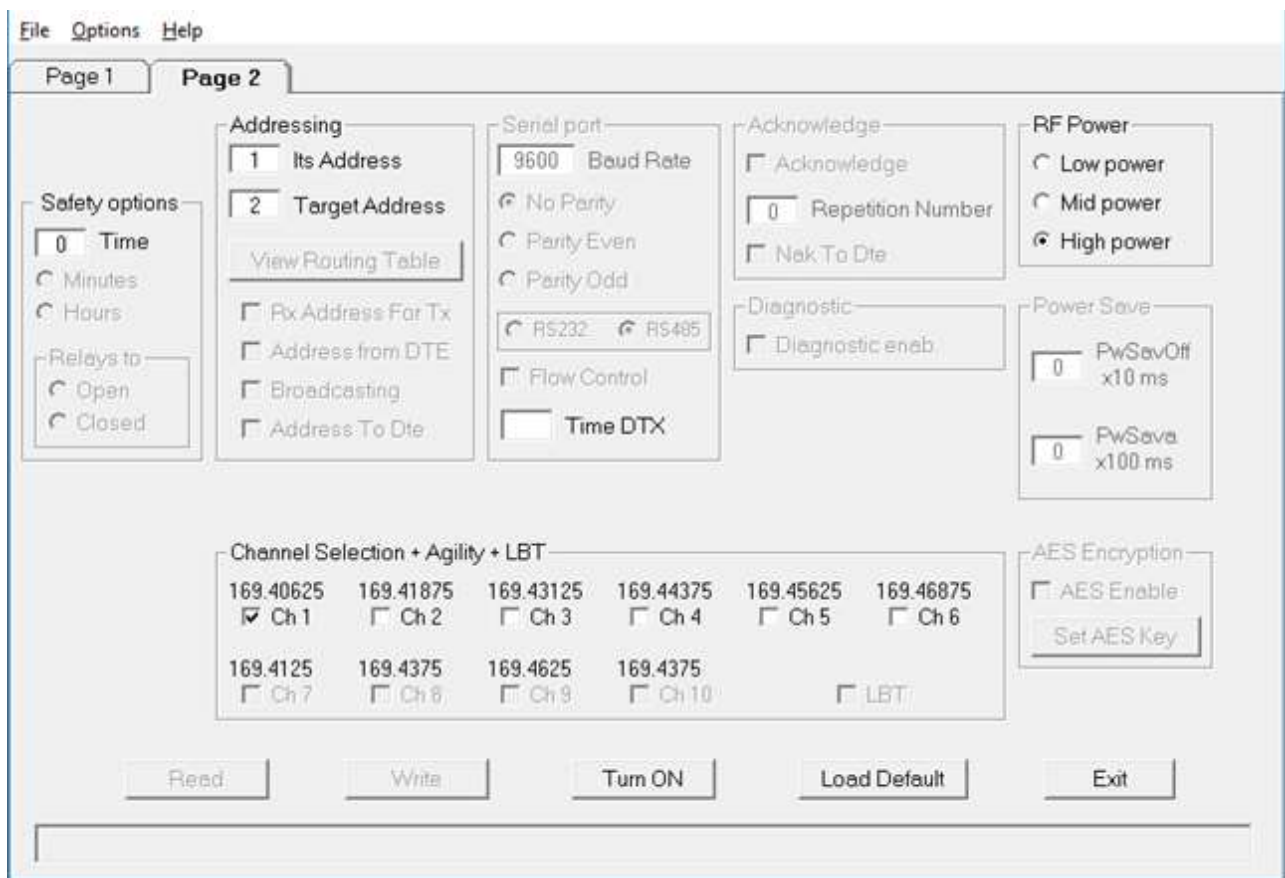 File Options Help
Page 1 Page 2
Safety options
0 Time
Minutes
Hours
Relays to
Open
Closed
Addressing
1 Its Address
2 Target Address
View Routing Table
Rx Address For Tx
Address from DTE
Broadcasting
Address To Dte
Serial port
9600 Baud Rate
No Parity
Parity Even
Parity Odd
RS232 RS485
Flow Control
Time DTX
Acknowledge
Acknowledge
0 Repetition Number
Nak To Dte
Diagnostic
Diagnostic enab.
RF Power
Low power
Mid power
High power
Power Save
0 PwSavOff
x10 ms
0 PwSava
x100 ms
Channel Selection + Agility + LBT
169.40625 169.41875 169.43125 169.44375 169.45625 169.46875
Ch 1 Ch 2 Ch 3 Ch 4 Ch 5 Ch 6
169.4125 169.4375 169.4625 169.4375
Ch 7 Ch 8 Ch 9 Ch 10 LBT
AES Encryption
AES Enable
Set AES Key
Read Write Turn ON Load Default Exit